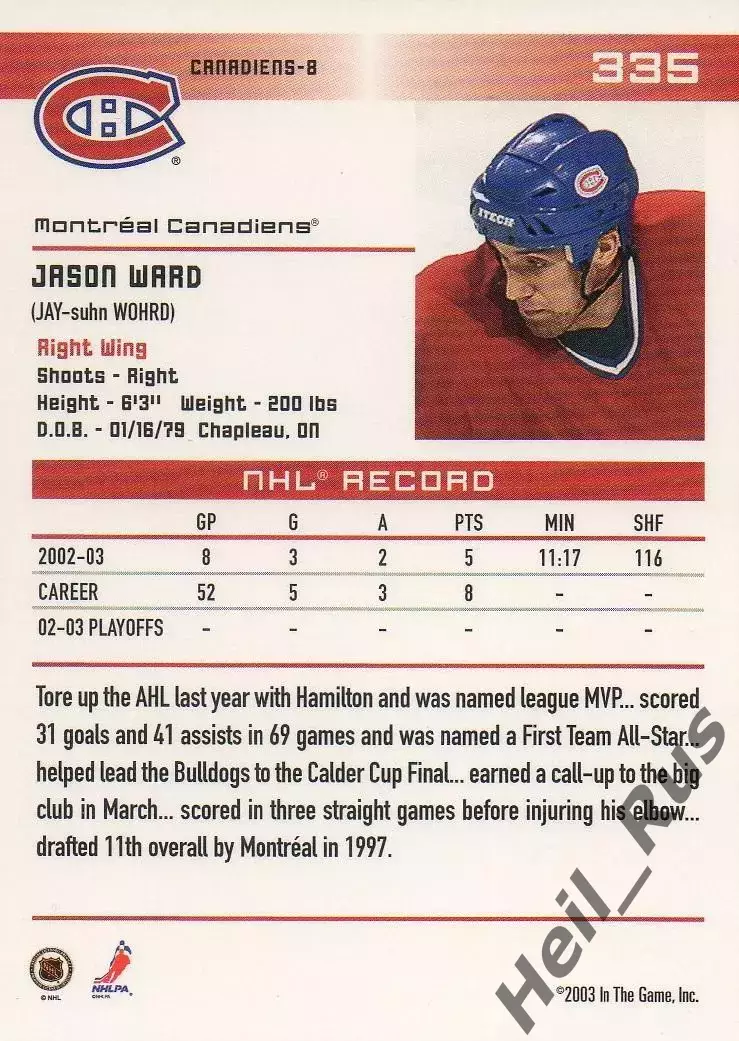 CANADIENS-8
335
Montréal Canadiens®
JASON WARD
(JAY-suhn WOHRD)
Right Wing
Shoots - Right
Height - 6'3" Weight - 200 lbs
D.O.B. - 01/16/79 Chapleau, ON
ITECH
NHL® RECORD
GP G A PTS MIN SHF
2002-03 8 3 2 5 11:17 116
CAREER 52 5 3 8 - -
02-03 PLAYOFFS - - - - - -
Tore up the AHL last year with Hamilton and was named league MVP... scored
31 goals and 41 assists in 69 games and was named a First Team All-Star...
helped lead the Bulldogs to the Calder Cup Final... earned a call-up to the big
club in March... scored in three straight games before injuring his elbow...
drafted 11th overall by Montréal in 1997.
Heil_Rus
NHL
© NHL
NHLPA
©NHLPA
©2003 In The Game, Inc.